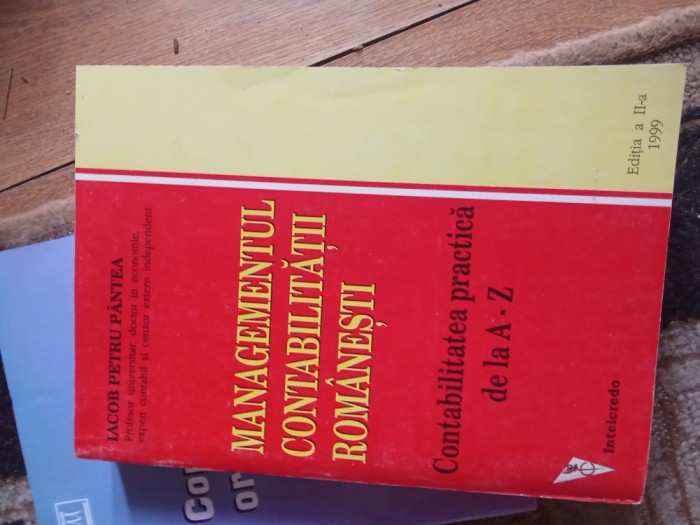 IACOB PETRU PÂNTEA
Profesor universitar, doctor în economie,
expert contabil și cenzor extern independent
MANAGEMENTUL
CONTABILITĂȚII
ROMÂNEȘTI
Contabilitatea practică
de la A - Z
Intelcredo
Ediția a II-a
1999